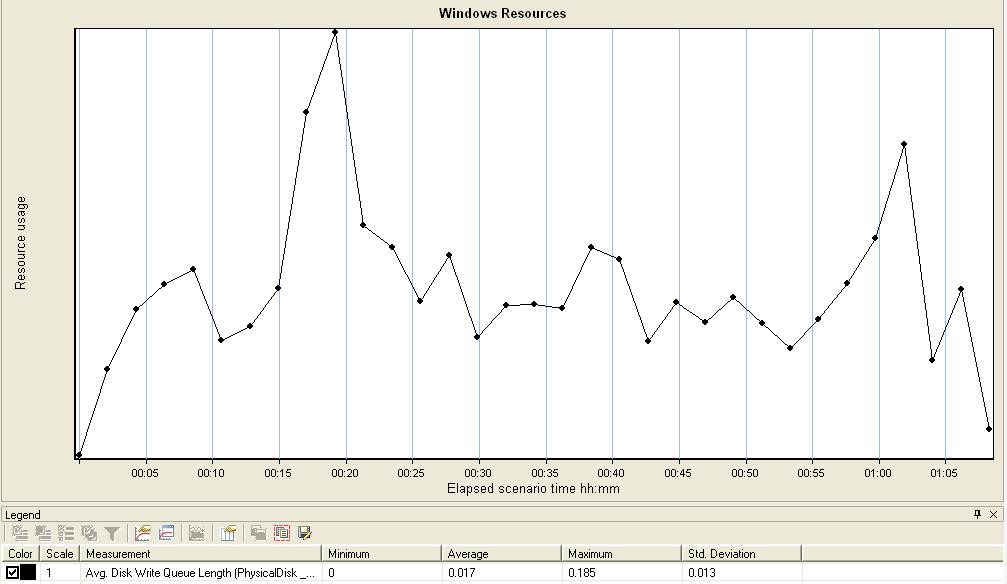 Windows Resources
Resource usage
00:05 00:10 00:15 00:20 00:25 00:30 00:35 00:40 00:45 00:50 00:55 01:00 01:05
Elapsed scenario time hh:mm
Legend
Color Scale Measurement Minimum Average Maximum Std. Deviation
1 Avg. Disk Write Queue Length (PhysicalDisk _... 0 0.017 0.185 0.013